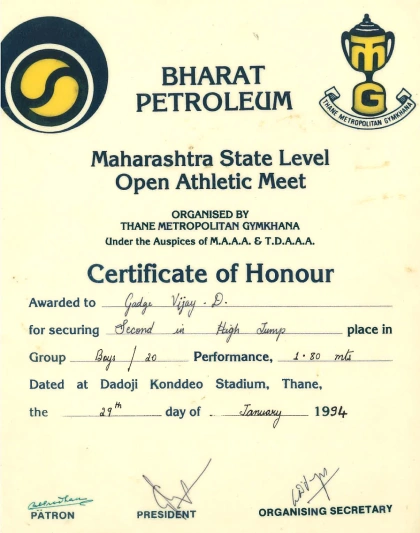 BHARAT
PETROLEUM
MG
THANE METROPOLITAN GYMKHANA
Maharashtra State Level
Open Athletic Meet
ORGANISED BY
THANE METROPOLITAN GYMKHANA
Under the Auspices of M.A.A.A. & T.D.A.A.A.
Certificate of Honour
Awarded to Gadge Vijay . D.
for securing Second in High Jump place in
Group Boys / 20 Performance, 1.80 mts
Dated at Dadoji Konddeo Stadium, Thane,
the 29th day of January 1994
PATRON PRESIDENT ORGANISING SECRETARY